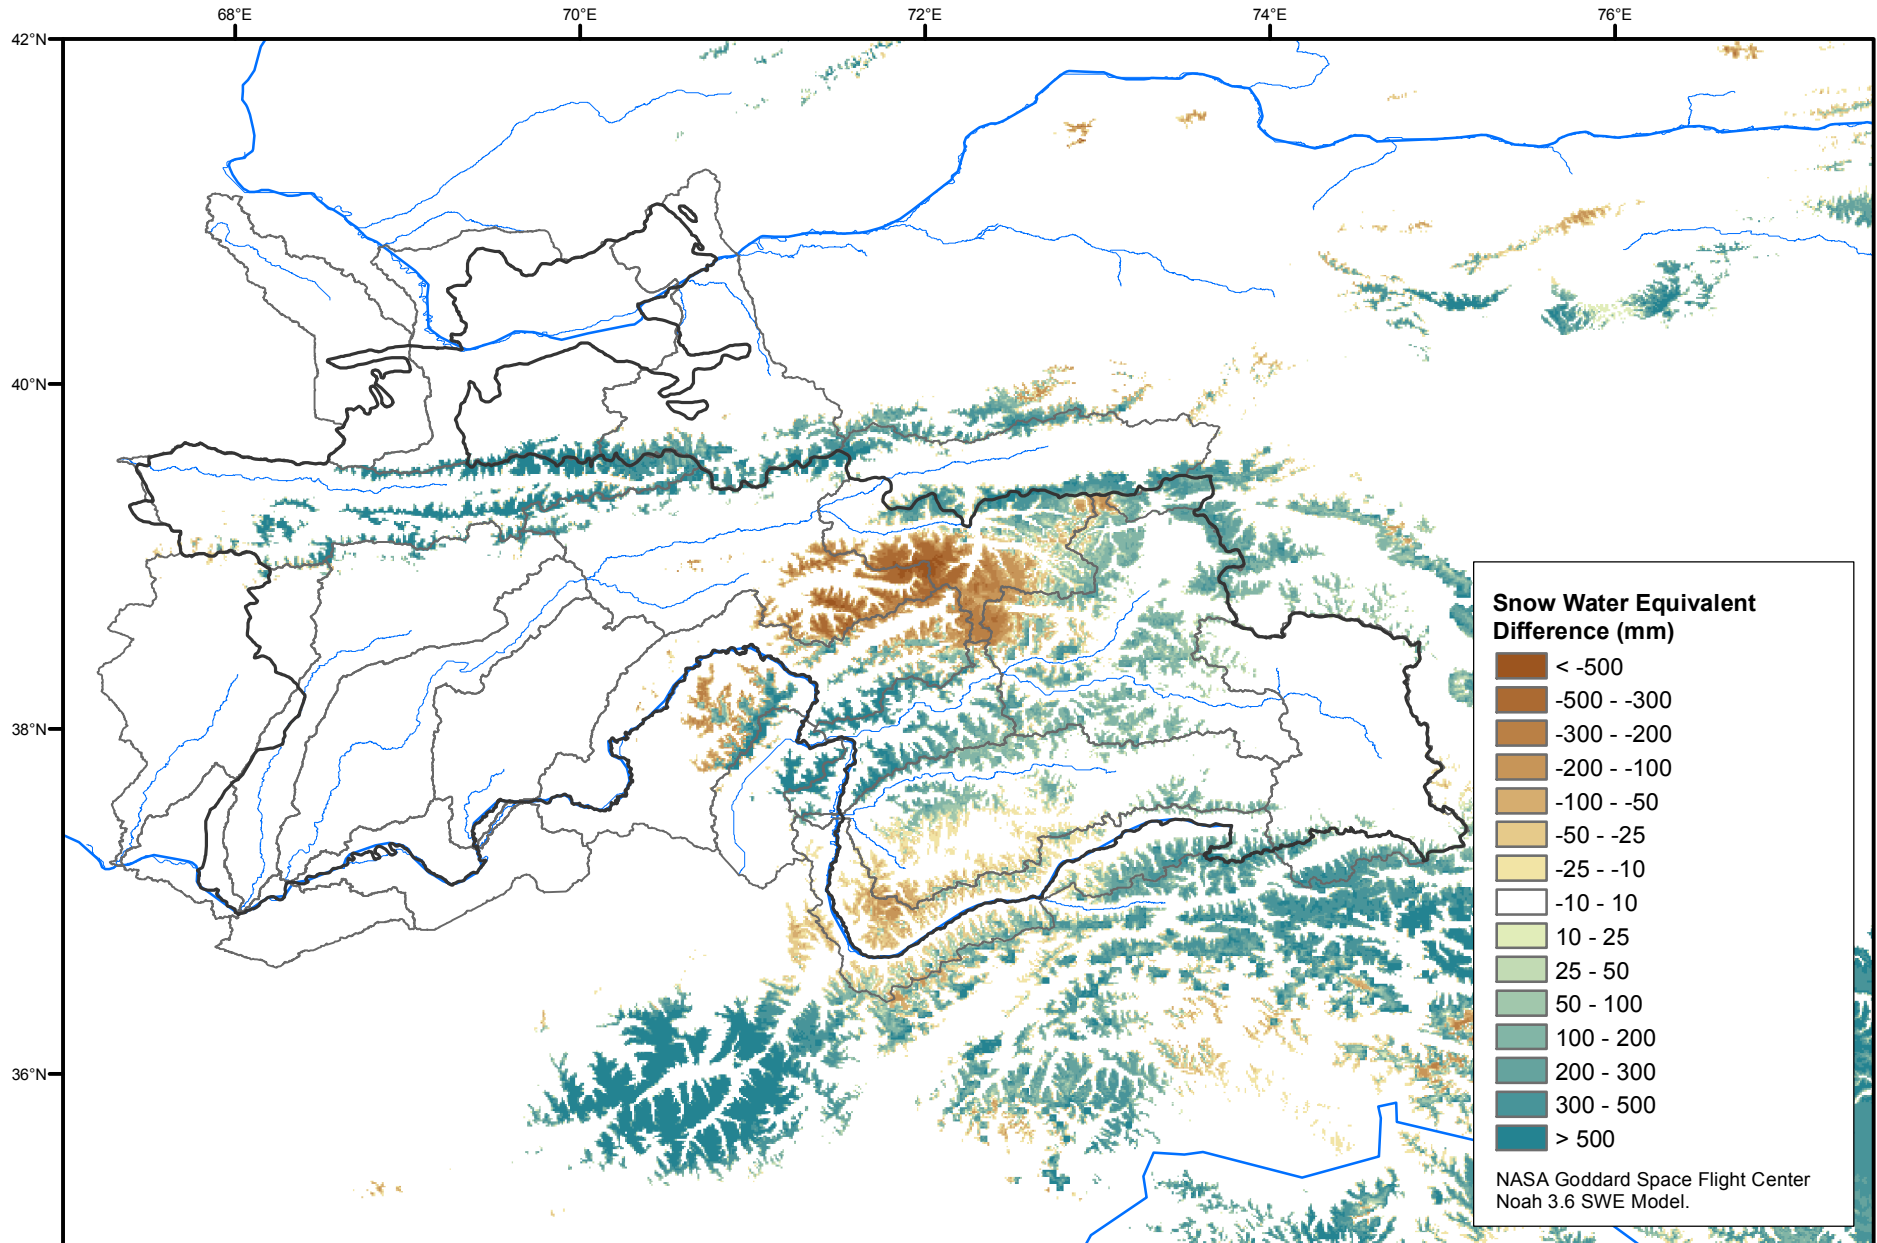 68°E 70°E 72°E 74°E 76°E
42°N
40°N
38°N
36°N
Snow Water Equivalent
Difference (mm)
< -500
-500 - -300
-300 - -200
-200 - -100
-100 - -50
-50 - -25
-25 - -10
-10 - 10
10 - 25
25 - 50
50 - 100
100 - 200
200 - 300
300 - 500
> 500
NASA Goddard Space Flight Center
Noah 3.6 SWE Model.